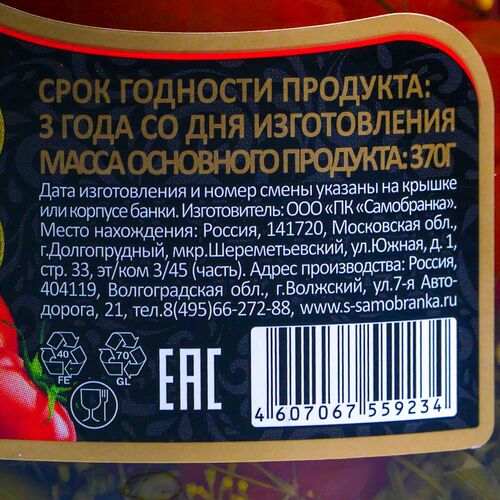 СРОК ГОДНОСТИ ПРОДУКТА:
3 ГОДА СО ДНЯ ИЗГОТОВЛЕНИЯ
МАССА ОСНОВНОГО ПРОДУКТА: 370Г
Дата изготовления и номер смены указаны на крышке
или корпусе банки. Изготовитель: ООО «ПК «Самобранка».
Место нахождения: Россия, 141720, Московская обл.,
г.Долгопрудный, мкр.Шереметьевский, ул.Южная, д. 1,
стр. 33, эт/ком 3/45 (часть). Адрес производства: Россия,
404119, Волгоградская обл., г.Волжский, ул.7-я Авто-
дорога, 21, тел.8(495)66-272-88, www.s-samobranka.ru
40
FE
70
GL
EAC
4 607067 559234